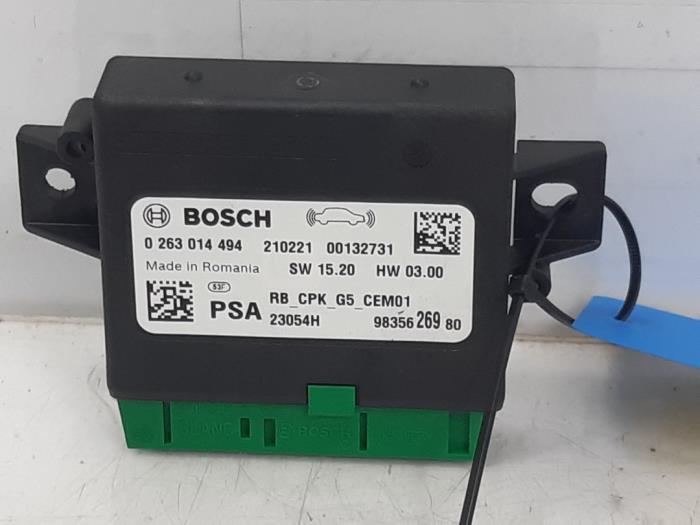 BOSCH
0 263 014 494 210221 00132731
Made in Romania SW 15.20 HW 03.00
53F
PSA RB_CPK_G5_CEM01
23054H 98356 269 80